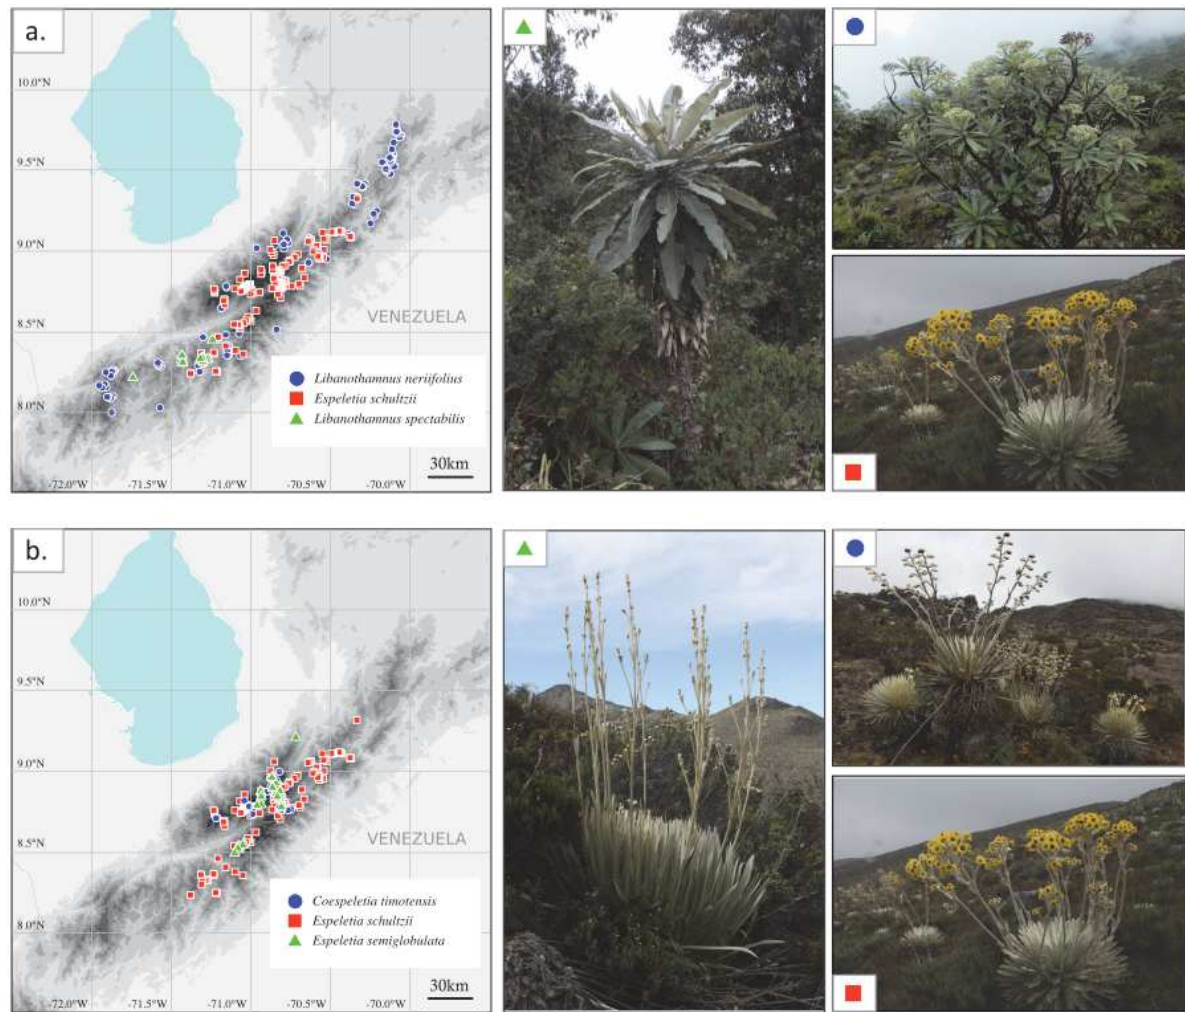 a.
10.0°N
9.5°N
9.0°N
8.5°N
8.0°N
VENEZUELA
Libanothamnus neriifolius
Espeletia schultzii
Libanothamnus spectabilis
30km
-72.0°W
-71.5°W
-71.0°W
-70.5°W
-70.0°W
b.
10.0°N
9.5°N
9.0°N
8.5°N
8.0°N
VENEZUELA
Coespeletia timotensis
Espeletia schultzii
Espeletia semiglobulata
30km
-72.0°W
-71.5°W
-71.0°W
-70.5°W
-70.0°W